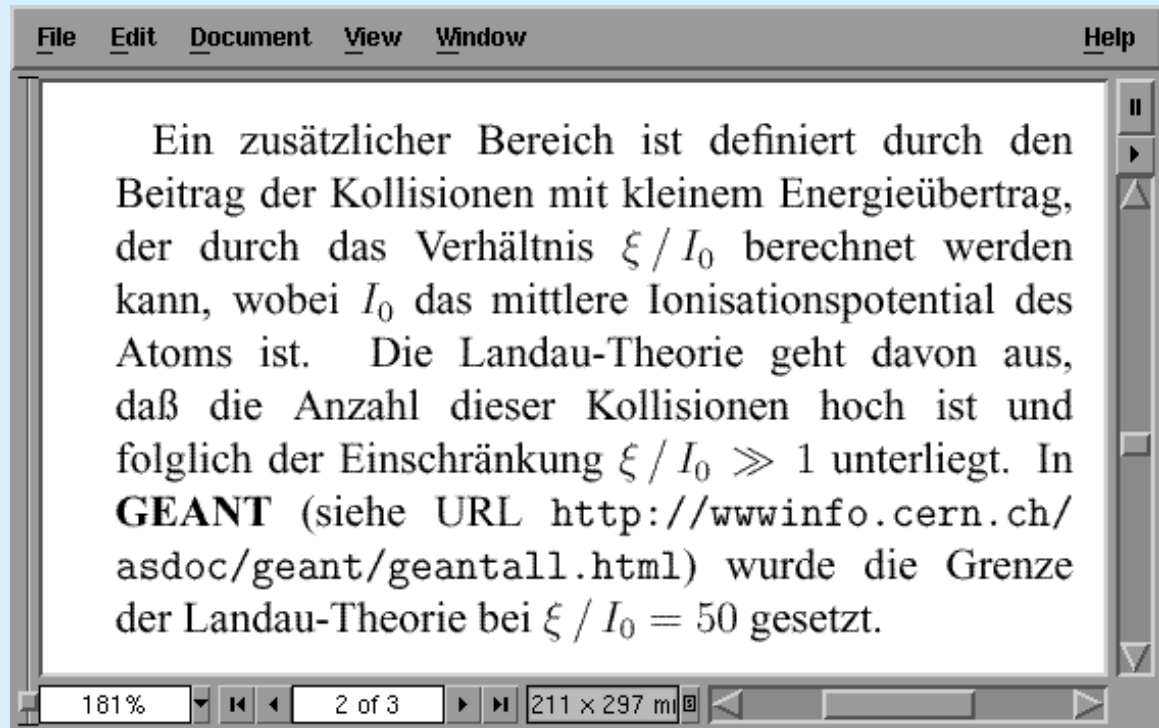 File Edit Document View Window Help
Ein zusätzlicher Bereich ist definiert durch den
Beitrag der Kollisionen mit kleinem Energieübertrag,
der durch das Verhältnis ξ / I₀ berechnet werden
kann, wobei I₀ das mittlere Ionisationspotential des
Atoms ist. Die Landau-Theorie geht davon aus,
daß die Anzahl dieser Kollisionen hoch ist und
folglich der Einschränkung ξ / I₀ ≫ 1 unterliegt. In
GEANT (siehe URL http://wwwinfo.cern.ch/
asdoc/geant/geantall.html) wurde die Grenze
der Landau-Theorie bei ξ / I₀ = 50 gesetzt.
181% 2 of 3 211 x 297